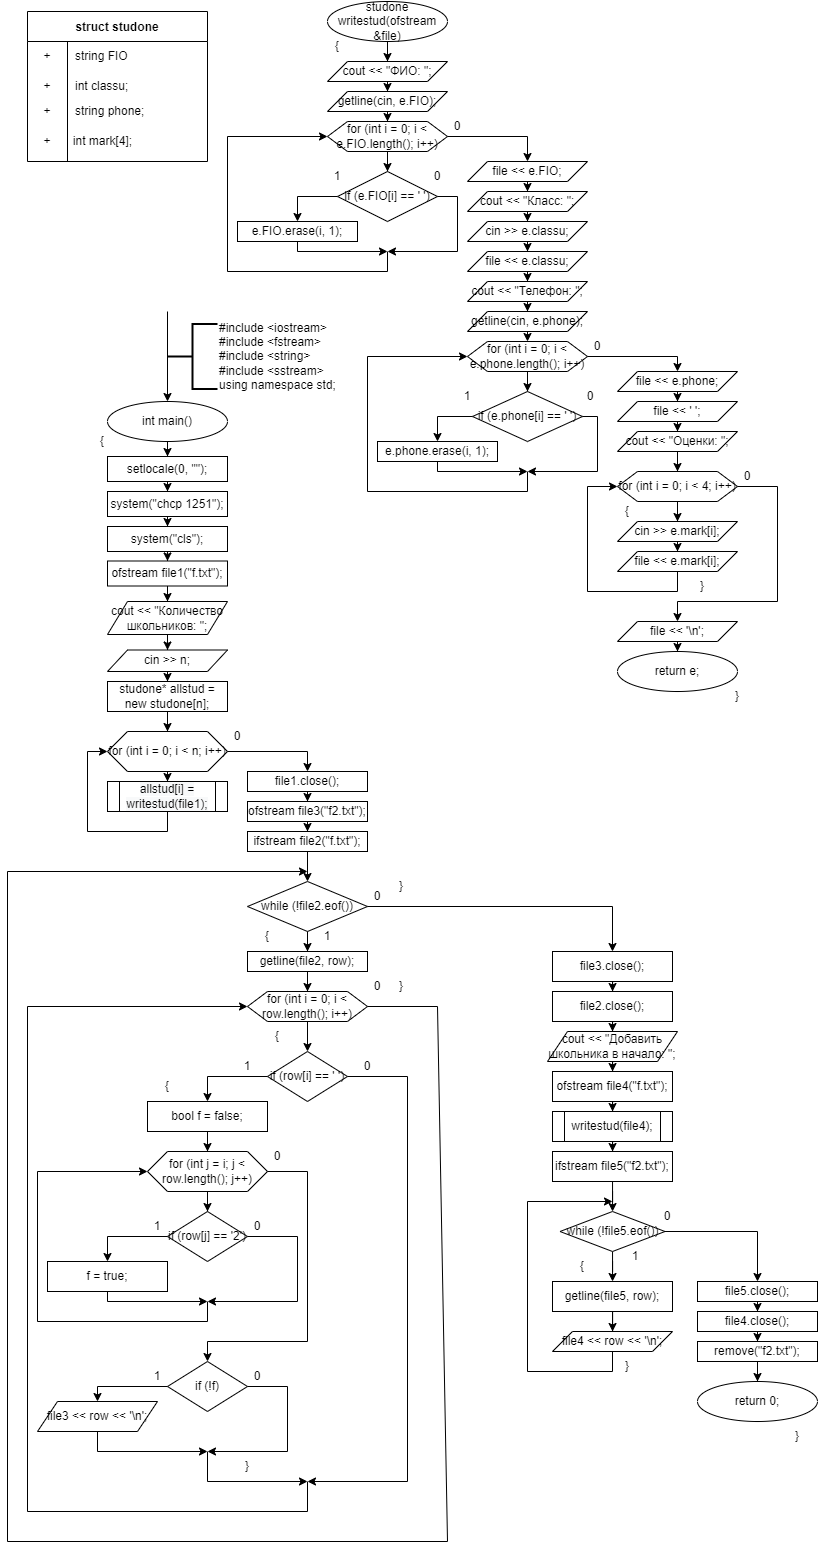 struct studone
+ string FIO
+ int classu;
+ string phone;
+ int mark[4];
studone
writestud(ofstream
&file)
{
cout << "ФИО: ";
getline(cin, e.FIO);
for (int i = 0; i <
e.FIO.length(); i++)
0
if (e.FIO[i] == ' ')
1
0
e.FIO.erase(i, 1);
file << e.FIO;
cout << "Класс: ";
cin >> e.classu;
file << e.classu;
cout << "Телефон: ";
getline(cin, e.phone);
for (int i = 0; i <
e.phone.length(); i++)
0
if (e.phone[i] == ' ')
1
0
e.phone.erase(i, 1);
file << e.phone;
file << ' ';
cout << "Оценки: ";
for (int i = 0; i < 4; i++)
0
{
cin >> e.mark[i];
file << e.mark[i];
}
file << '\n';
return e;
}
#include <iostream>
#include <fstream>
#include <string>
#include <sstream>
using namespace std;
int main()
{
setlocale(0, "");
system("chcp 1251");
system("cls");
ofstream file1("f.txt");
cout << "Количество
школьников: ";
cin >> n;
studone* allstud =
new studone[n];
for (int i = 0; i < n; i++)
0
allstud[i] =
writestud(file1);
file1.close();
ofstream file3("f2.txt");
ifstream file2("f.txt");
while (!file2.eof())
0
}
{
1
getline(file2, row);
for (int i = 0; i <
row.length(); i++)
0
}
{
if (row[i] == ' ')
1
0
{
bool f = false;
for (int j = i; j <
row.length(); j++)
0
if (row[j] == '2')
1
0
f = true;
if (!f)
1
0
file3 << row << '\n';
}
file3.close();
file2.close();
cout << "Добавить
школьника в начало: ";
ofstream file4("f.txt");
writestud(file4);
ifstream file5("f2.txt");
while (!file5.eof())
0
1
{
getline(file5, row);
file4 << row << '\n';
}
file5.close();
file4.close();
remove("f2.txt");
return 0;
}